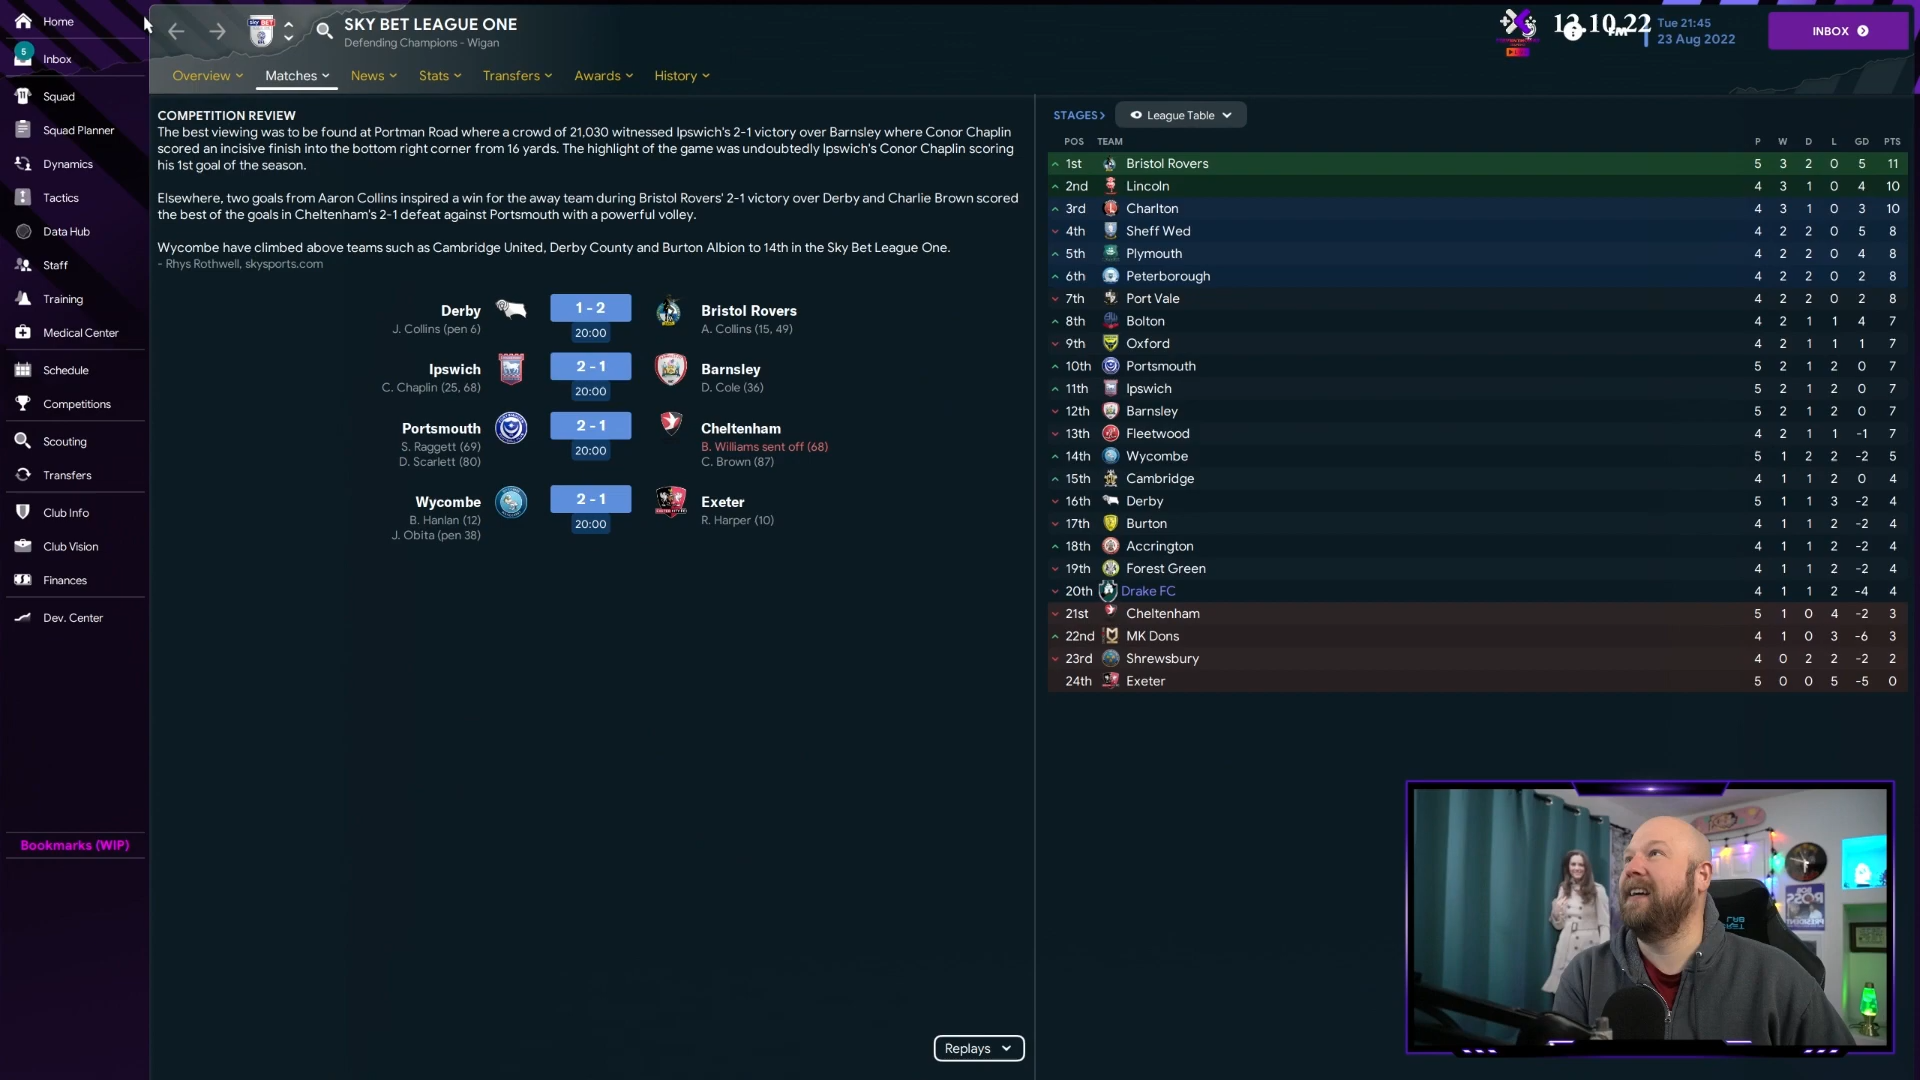 Home
5
Inbox
Squad
Squad Planner
Dynamics
Tactics
Data Hub
Staff
Training
Medical Center
Schedule
Competitions
Scouting
Transfers
Club Info
Club Vision
Finances
Dev. Center
Bookmarks (WIP)
SKY BET LEAGUE ONE
Defending Champions - Wigan
Tue 21:45
23 Aug 2022
INBOX
Overview
Matches
News
Stats
Transfers
Awards
History
COMPETITION REVIEW
The best viewing was to be found at Portman Road where a crowd of 21,030 witnessed Ipswich's 2-1 victory over Barnsley where Conor Chaplin
scored an incisive finish into the bottom right corner from 16 yards. The highlight of the game was undoubtedly Ipswich's Conor Chaplin scoring
his 1st goal of the season.
Elsewhere, two goals from Aaron Collins inspired a win for the away team during Bristol Rovers' 2-1 victory over Derby and Charlie Brown scored
the best of the goals in Cheltenham's 2-1 defeat against Portsmouth with a powerful volley.
Wycombe have climbed above teams such as Cambridge United, Derby County and Burton Albion to 14th in the Sky Bet League One.
- Rhys Rothwell, skysports.com
Derby 1 - 2 Bristol Rovers
J. Collins (pen 6) 20:00 A. Collins (15, 49)
Ipswich 2 - 1 Barnsley
C. Chaplin (25, 68) 20:00 D. Cole (36)
Portsmouth 2 - 1 Cheltenham
S. Raggett (69) 20:00 B. Williams sent off (68)
D. Scarlett (80) C. Brown (87)
Wycombe 2 - 1 Exeter
B. Hanlan (12) 20:00 R. Harper (10)
J. Obita (pen 38)
Replays
STAGES> League Table
POS TEAM P W D L GD PTS
1st Bristol Rovers 5 3 2 0 5 11
2nd Lincoln 4 3 1 0 4 10
3rd Charlton 4 3 1 0 3 10
4th Sheff Wed 4 2 2 0 5 8
5th Plymouth 4 2 2 0 4 8
6th Peterborough 4 2 2 0 2 8
7th Port Vale 4 2 2 0 2 8
8th Bolton 4 2 1 1 4 7
9th Oxford 4 2 1 1 1 7
10th Portsmouth 5 2 1 2 0 7
11th Ipswich 5 2 1 2 0 7
12th Barnsley 5 2 1 2 0 7
13th Fleetwood 4 2 1 1 -1 7
14th Wycombe 5 1 2 2 -2 5
15th Cambridge 4 1 1 2 0 4
16th Derby 5 1 1 3 -2 4
17th Burton 4 1 1 2 -2 4
18th Accrington 4 1 1 2 -2 4
19th Forest Green 4 1 1 2 -2 4
20th Drake FC 4 1 1 2 -4 4
21st Cheltenham 5 1 0 4 -2 3
22nd MK Dons 4 1 0 3 -6 3
23rd Shrewsbury 4 0 2 2 -2 2
24th Exeter 5 0 0 5 -5 0